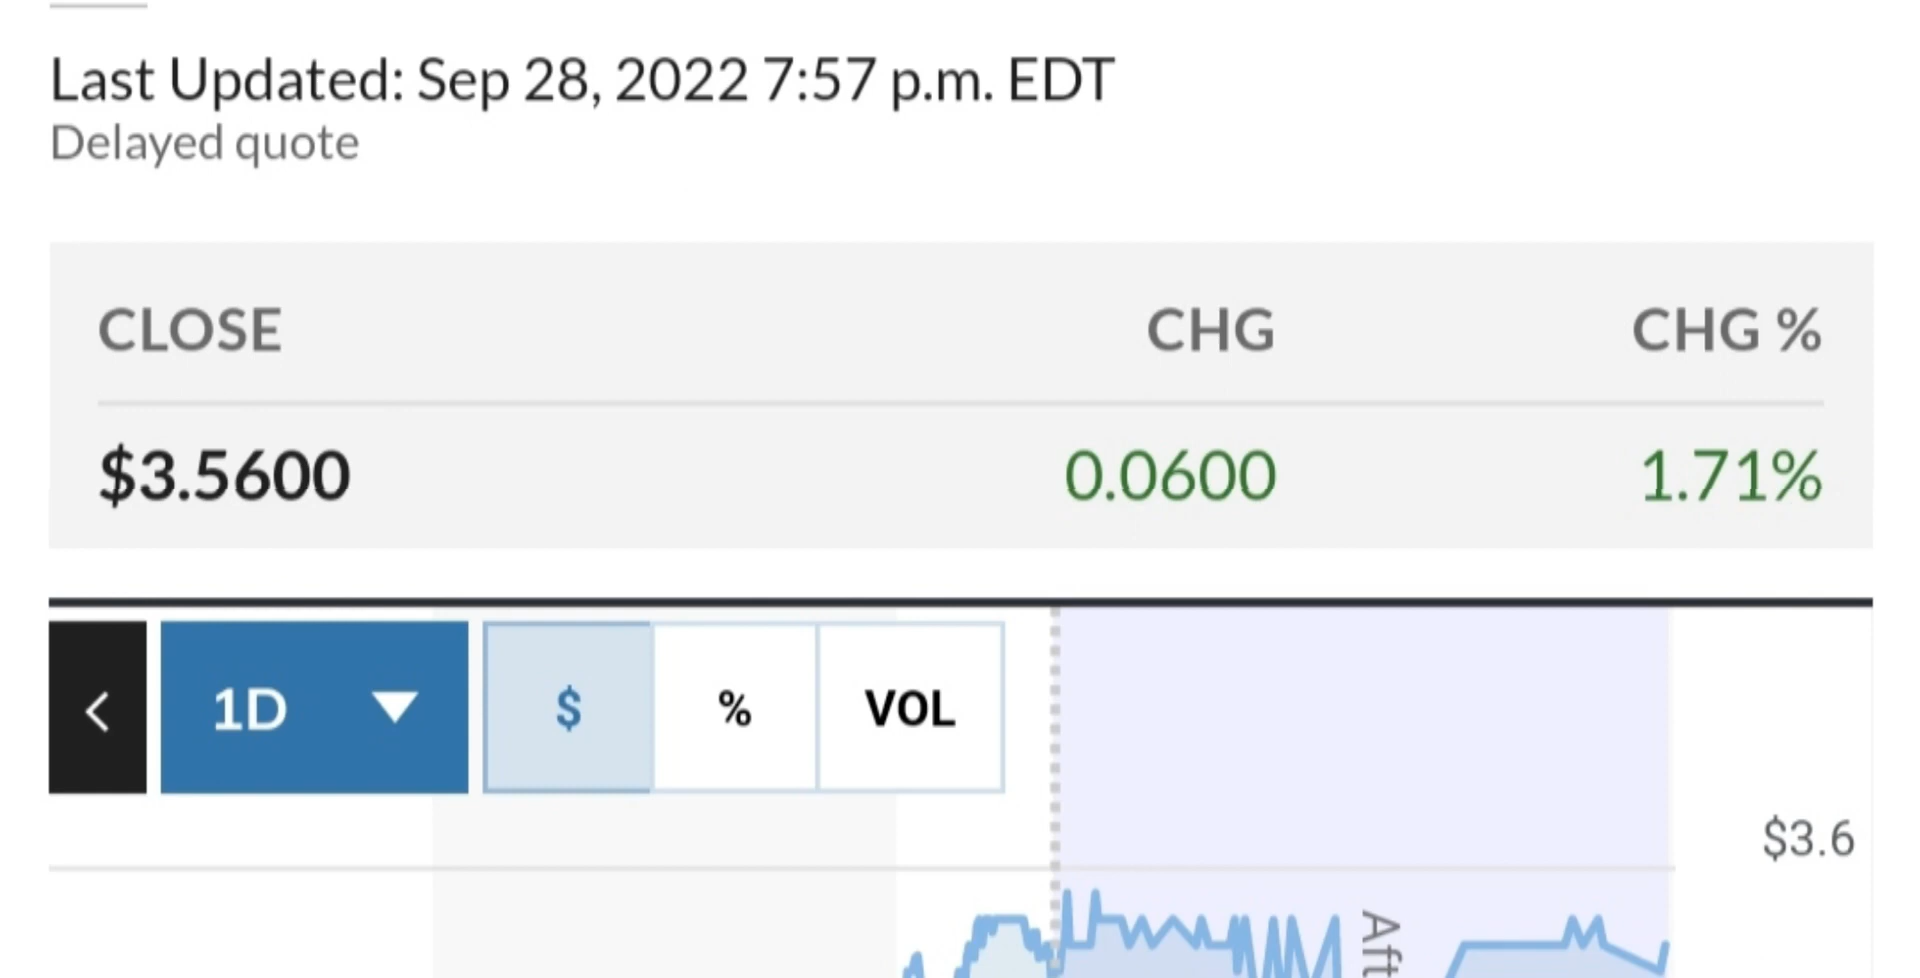 Last Updated: Sep 28, 2022 7:57 p.m. EDT
Delayed quote
CLOSE CHG CHG %
$3.5600 0.0600 1.71%
1D $ % VOL
$3.6
Aft